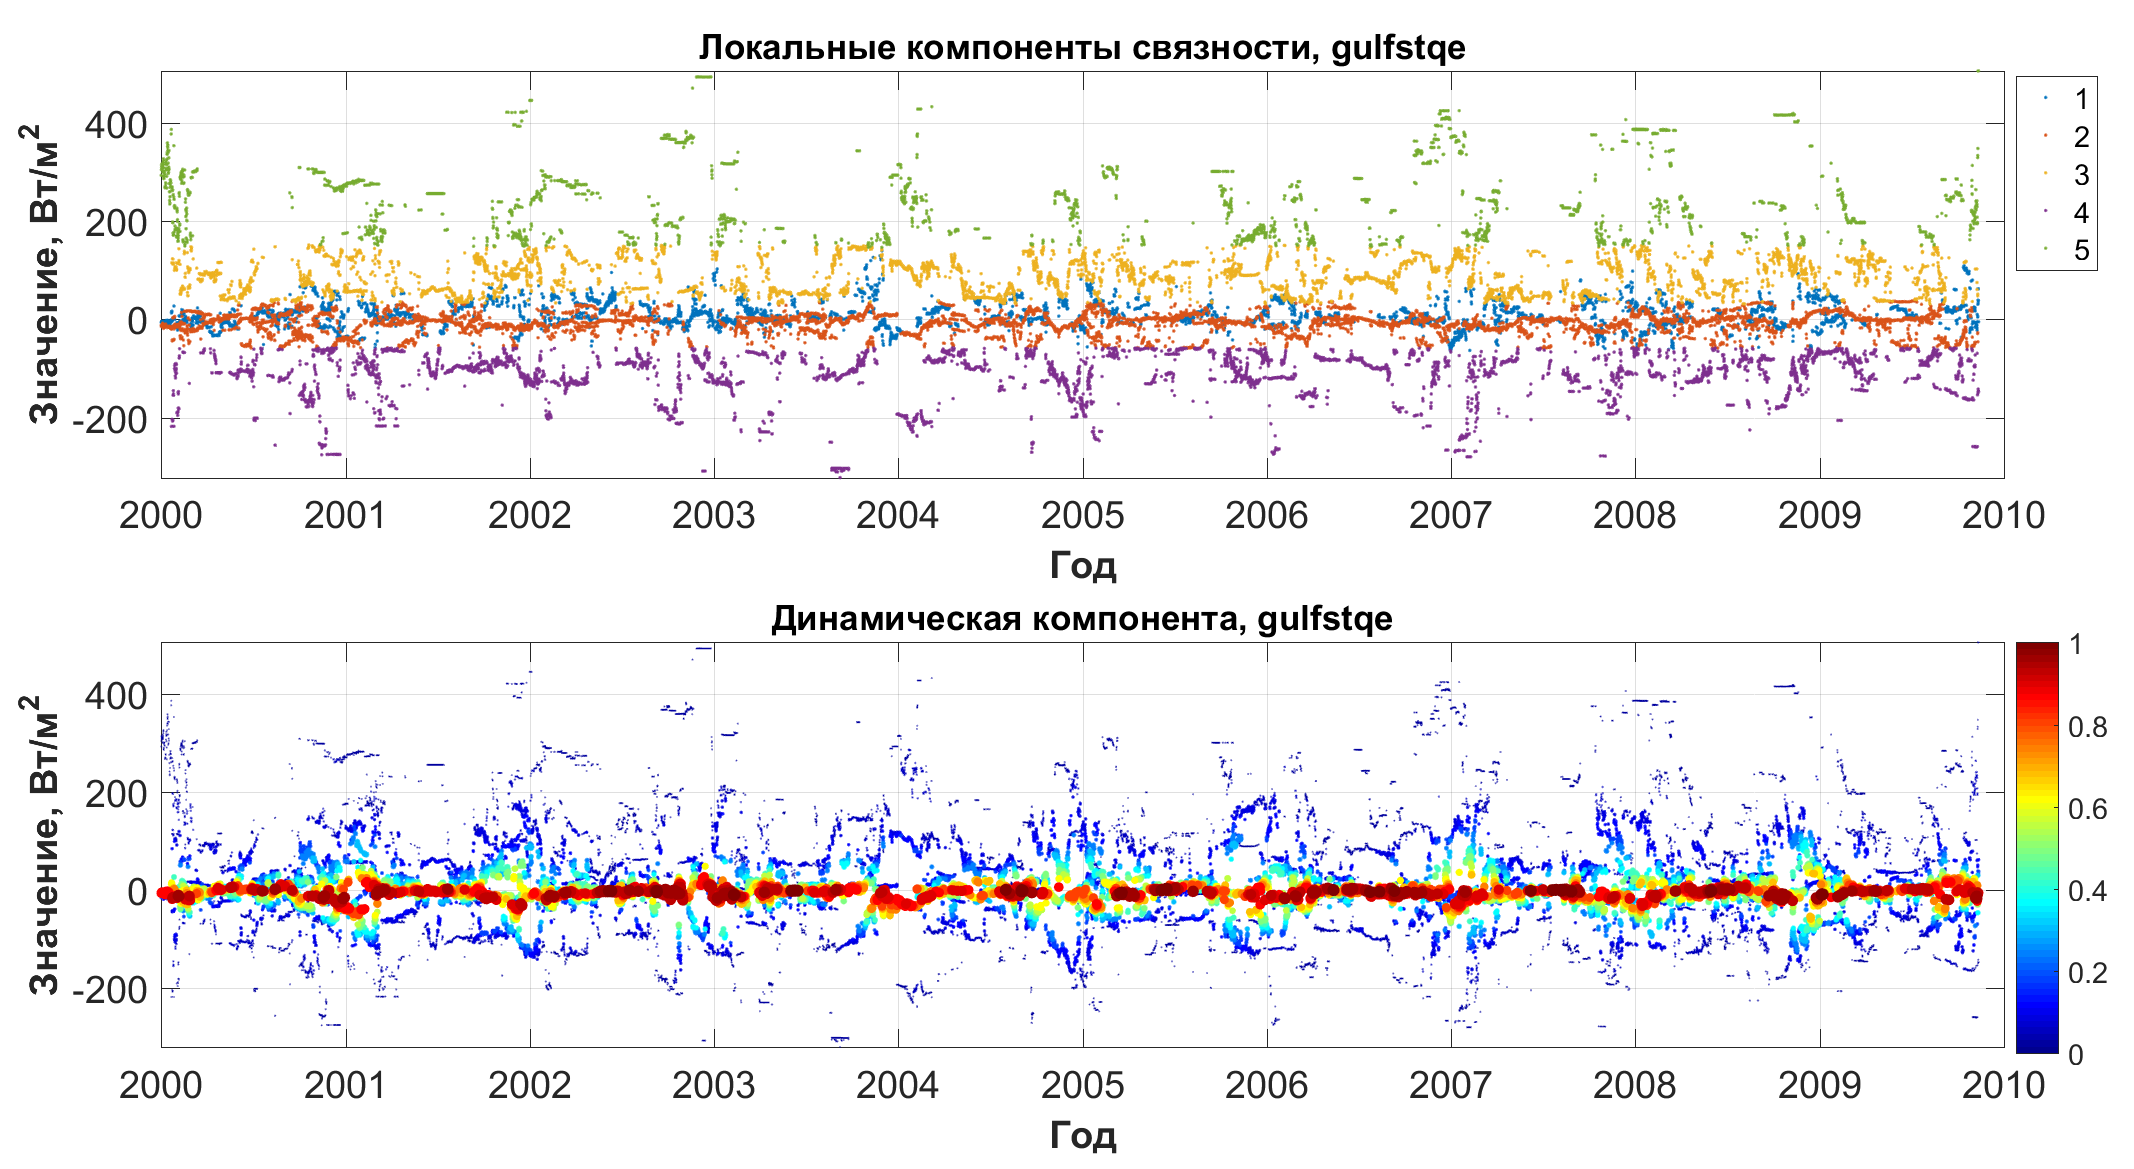 Локальные компоненты связности, gulfstqe
Значение, Вт/м²
400
200
0
-200
2000 2001 2002 2003 2004 2005 2006 2007 2008 2009 2010
Год
1
2
3
4
5
Динамическая компонента, gulfstqe
Значение, Вт/м²
400
200
0
-200
2000 2001 2002 2003 2004 2005 2006 2007 2008 2009 2010
Год
1
0.8
0.6
0.4
0.2
0